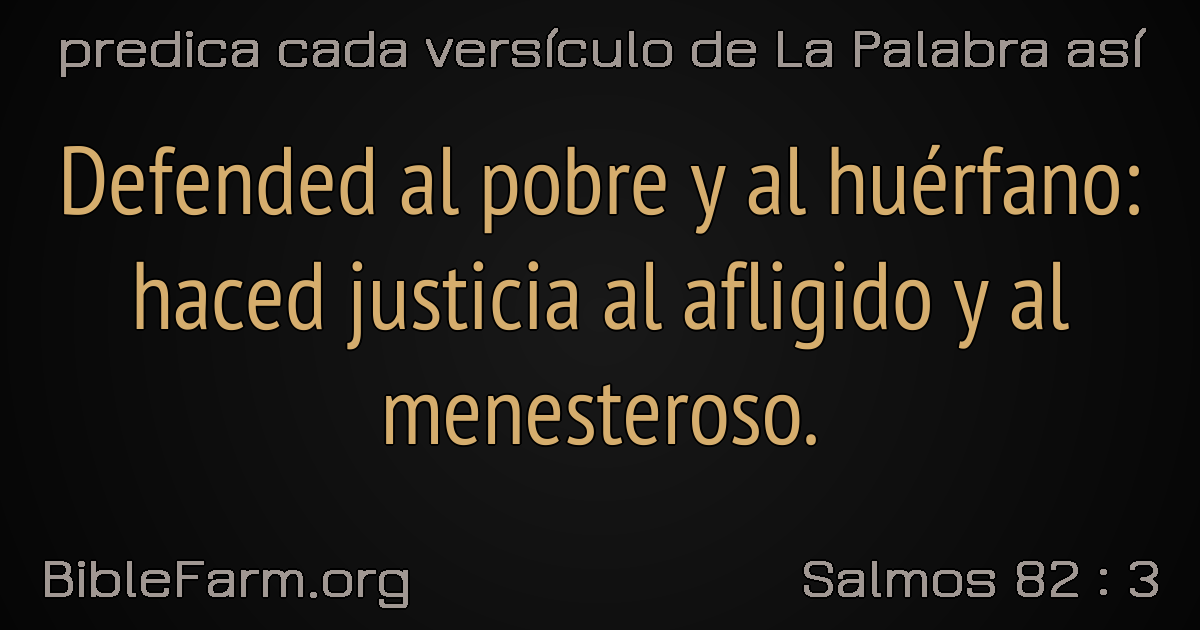 predica cada versículo de La Palabra así
Defended al pobre y al huérfano:
haced justicia al afligido y al
menesteroso.
BibleFarm.org
Salmos 82 : 3